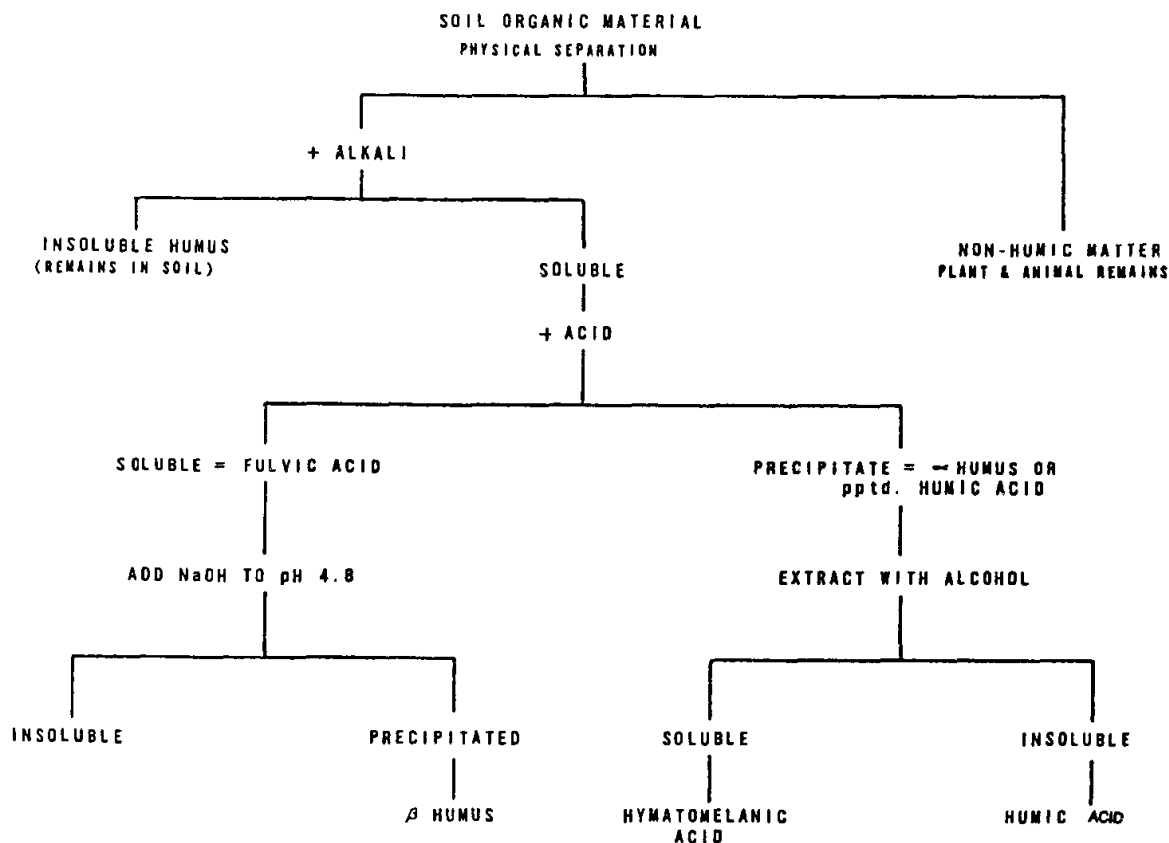 SOIL ORGANIC MATERIAL
PHYSICAL SEPARATION
+ ALKALI
INSOLUBLE HUMUS
(REMAINS IN SOIL)
SOLUBLE
NON-HUMIC MATTER
PLANT & ANIMAL REMAINS
+ ACID
SOLUBLE = FULVIC ACID
PRECIPITATE = ∝ HUMUS OR
pptd. HUMIC ACID
ADD NaOH TO pH 4.8
EXTRACT WITH ALCOHOL
INSOLUBLE
PRECIPITATED
SOLUBLE
INSOLUBLE
β HUMUS
HYMATOMELANIC
ACID
HUMIC ACID